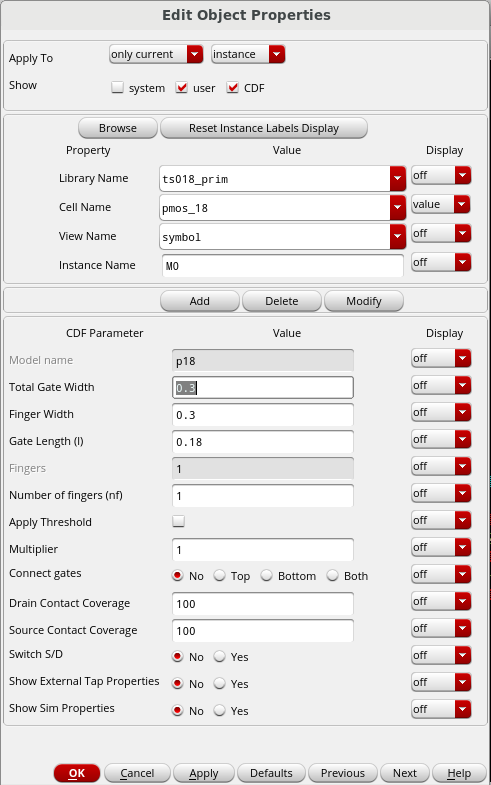 Edit Object Properties
Apply To only current instance
Show system user CDF
Browse Reset Instance Labels Display
Property Value Display
Library Name ts018_prim off
Cell Name pmos_18 value
View Name symbol off
Instance Name M0 off
Add Delete Modify
CDF Parameter Value Display
Model name p18 off
Total Gate Width 0.3 off
Finger Width 0.3 off
Gate Length (l) 0.18 off
Fingers 1 off
Number of fingers (nf) 1 off
Apply Threshold off
Multiplier 1 off
Connect gates No Top Bottom Both off
Drain Contact Coverage 100 off
Source Contact Coverage 100 off
Switch S/D No Yes off
Show External Tap Properties No Yes off
Show Sim Properties No Yes off
OK Cancel Apply Defaults Previous Next Help